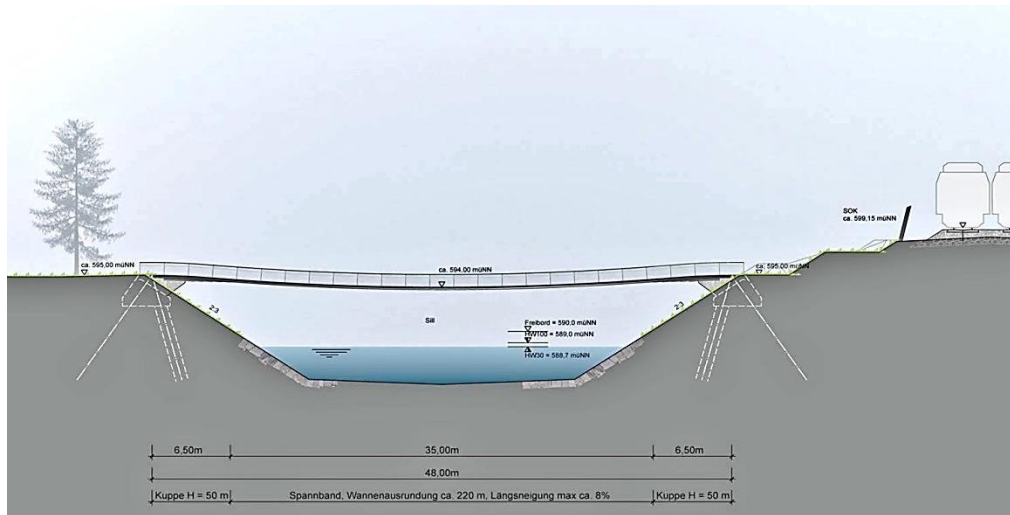 SOK
ca. 599,15 müNN
ca. 595,00 müNN
ca. 594,00 müNN
ca. 595,00 müNN
2:3
Sill
2:3
Freibord = 590,0 müNN
HW100 = 589,0 müNN
HW30 = 588,7 müNN
6,50m
35,00m
6,50m
48,00m
Kuppe H = 50 m
Spannband, Wannenausrundung ca. 220 m, Längsneigung max ca. 8%
Kuppe H = 50 m